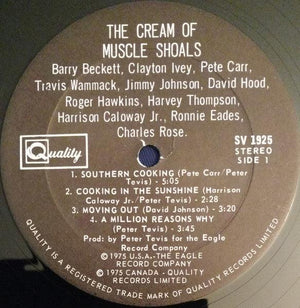 THE CREAM OF
MUSCLE SHOALS
Barry Beckett, Clayton Ivey, Pete Carr,
Travis Wammack, Jimmy Johnson, David Hood,
Roger Hawkins, Harvey Thompson,
Harrison Caloway Jr., Ronnie Eades,
Charles Rose.
Quality
SV 1925
STEREO
SIDE 1
1. SOUTHERN COOKING (Pete Carr/Peter
Tevis) - 5:05
2. COOKING IN THE SUNSHINE (Harrison
Caloway Jr./Peter Tevis) - 2:28
3. MOVING OUT (David Johnson) - 3:20
4. A MILLION REASONS WHY
(Peter Tevis) - 3:45
Prod: by Peter Tevis for the Eagle
Record Company
©1975 U.S.A-THE EAGLE
RECORD COMPANY
©1975 CANADA - QUALITY
RECORDS LIMITED
QUALITY IS A REGISTERED TRADE MARK OF QUALITY RECORDS LIMITED